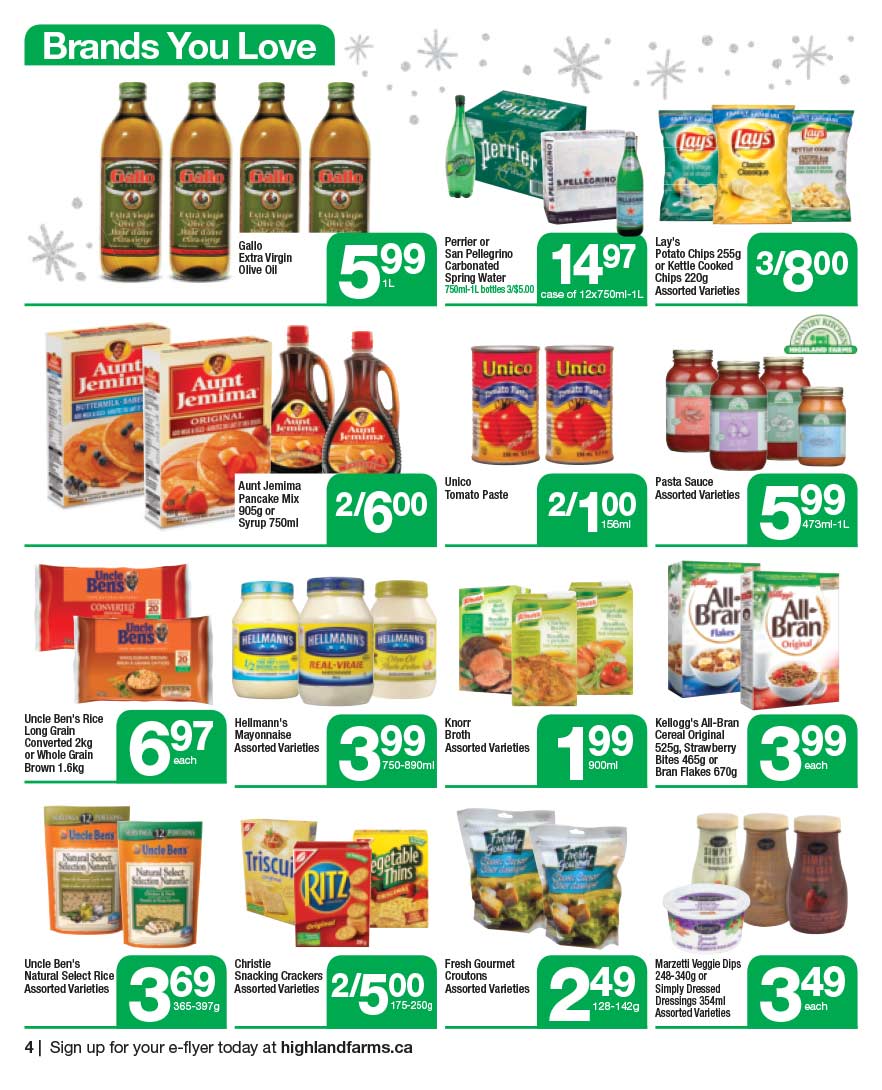 Brands You Love
Gallo
Extra Virgin
Olive Oil
5.99
1L
Perrier or
San Pellegrino
Carbonated
Spring Water
750ml-1L bottles 3/$5.00
14.97
case of 12x750ml-1L
Lay's
Potato Chips 255g
or Kettle Cooked
Chips 220g
Assorted Varieties
3/8.00
Aunt Jemima
Pancake Mix
905g or
Syrup 750ml
2/6.00
Unico
Tomato Paste
2/1.00
156ml
COUNTRY KITCHEN
HIGHLAND FARMS
Pasta Sauce
Assorted Varieties
5.99
473ml-1L
Uncle Ben's Rice
Long Grain
Converted 2kg
or Whole Grain
Brown 1.6kg
6.97
each
Hellmann's
Mayonnaise
Assorted Varieties
3.99
750-890ml
Knorr
Broth
Assorted Varieties
1.99
900ml
Kellogg's All-Bran
Cereal Original
525g, Strawberry
Bites 465g or
Bran Flakes 670g
3.99
each
Uncle Ben's
Natural Select Rice
Assorted Varieties
3.69
365-397g
Christie
Snacking Crackers
Assorted Varieties
2/5.00
175-250g
Fresh Gourmet
Croutons
Assorted Varieties
2.49
128-142g
Marzetti Veggie Dips
248-340g or
Simply Dressed
Dressings 354ml
Assorted Varieties
3.49
each
4 | Sign up for your e-flyer today at highlandfarms.ca